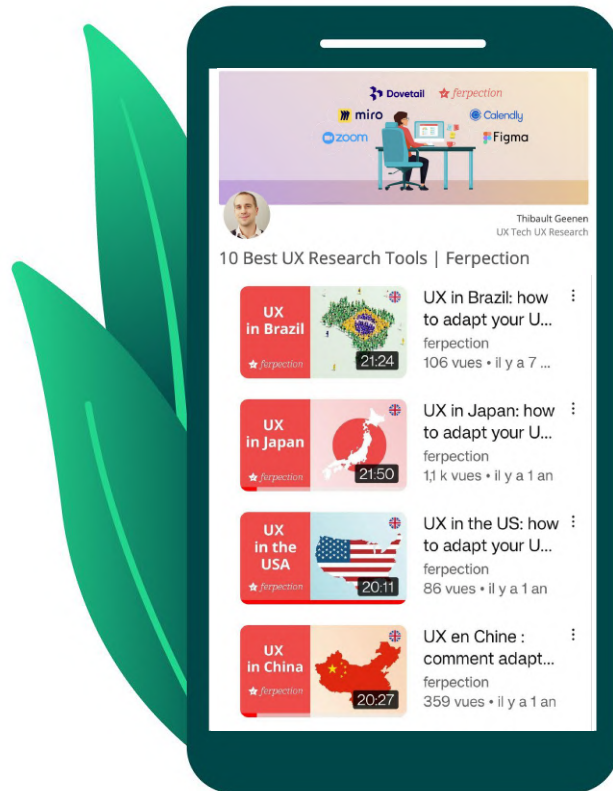 Dovetail
ferpection
miro
Calendly
zoom
Figma
Thibault Geenen
UX Tech UX Research
10 Best UX Research Tools | Ferpection
UX
in Brazil
ferpection
21:24
UX in Brazil: how
to adapt your U...
ferpection
106 vues • il y a 7 ...
UX
in Japan
ferpection
21:50
UX in Japan: how
to adapt your U...
ferpection
1,1 k vues • il y a 1 an
UX
in the
USA
ferpection
20:11
UX in the US: how
to adapt your U...
ferpection
86 vues • il y a 1 an
UX
in China
ferpection
20:27
UX en Chine :
comment adapt...
ferpection
359 vues • il y a 1 an